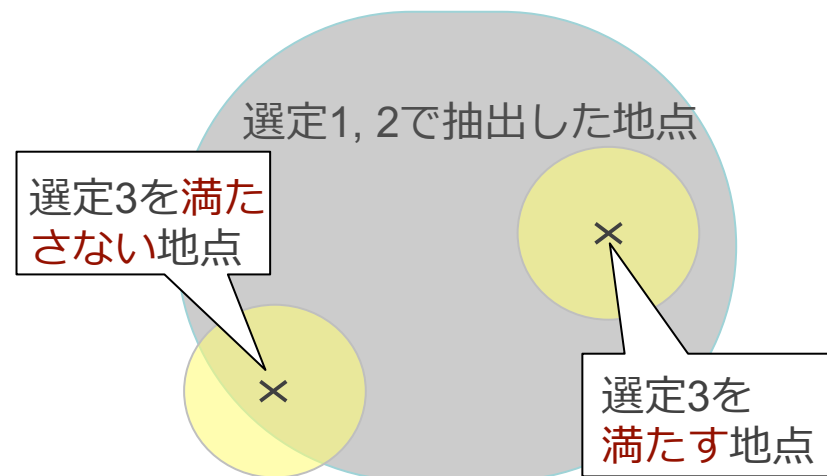 選定1, 2で抽出した地点
選定3を満た
さない地点
選定3を
満たす地点